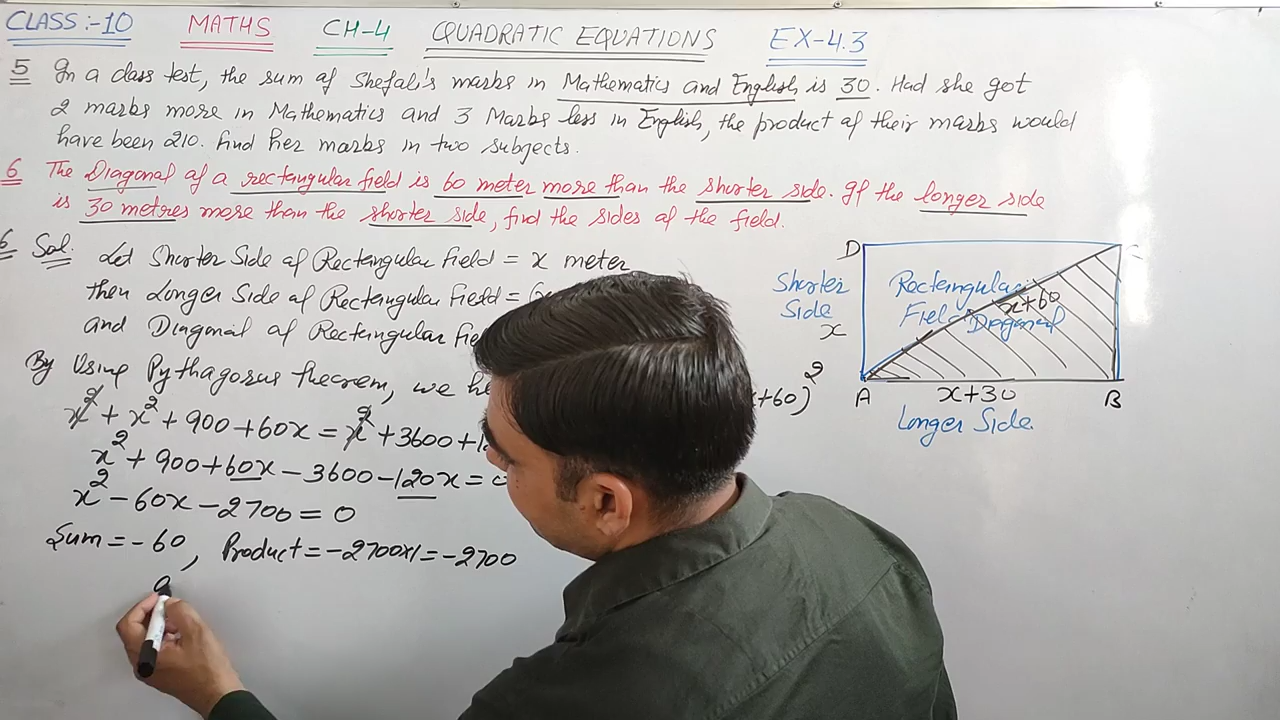 CLASS:-10 MATHS CH-4 QUADRATIC EQUATIONS EX-4.3
5 In a class test, the sum of Shefali's marks in Mathematics and English is 30. Had she got
2 marks more in Mathematics and 3 Marks less in English, the product of their marks would
have been 210. Find her marks in two subjects.
6 The Diagonal of a rectangular field is 60 meter more than the shorter side. If the longer side
is 30 metres more than the shorter side, find the sides of the field.
6 Sol. Let Shorter Side of Rectangular Field = x meter
then Longer Side of Rectangular Field =
and Diagonal of Rectangular
By Using Pythagorus theorem, we +60)²
x² + x² + 900 + 60x = x² + 3600 +
x² + 900 + 60x - 3600 - 120x = 0
x² - 60x - 2700 = 0
Sum = - 60, Product = -2700x1 = -2700
D
Shorter
Side
x
Rectangular
Field
x+60
Diagonal
A x+30 B
Longer Side.